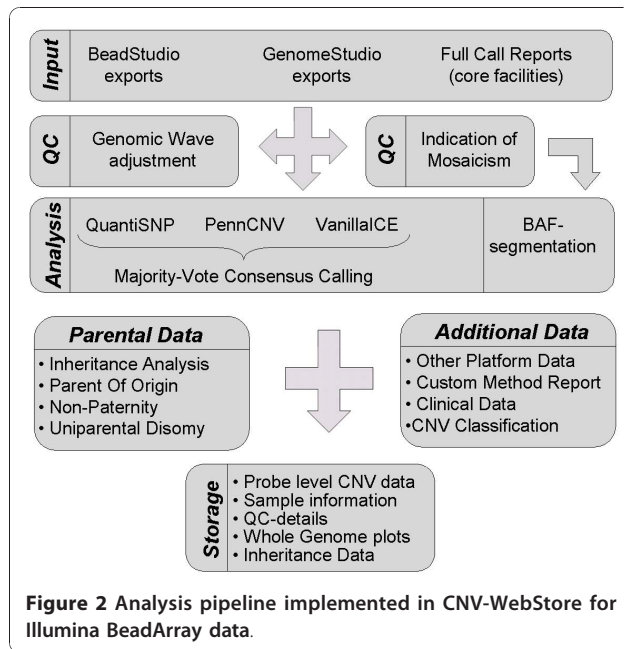 Input
BeadStudio exports
GenomeStudio exports
Full Call Reports (core facilities)
QC
Genomic Wave adjustment
QC
Indication of Mosaicism
Analysis
QuantiSNP PennCNV VanillaICE
Majority-Vote Consensus Calling
BAF-segmentation
Parental Data
• Inheritance Analysis
• Parent Of Origin
• Non-Paternity
• Uniparental Disomy
Additional Data
• Other Platform Data
• Custom Method Report
• Clinical Data
•CNV Classification
Storage
• Probe level CNV data
• Sample information
• QC-details
• Whole Genome plots
• Inheritance Data
Figure 2 Analysis pipeline implemented in CNV-WebStore for
Illumina BeadArray data.